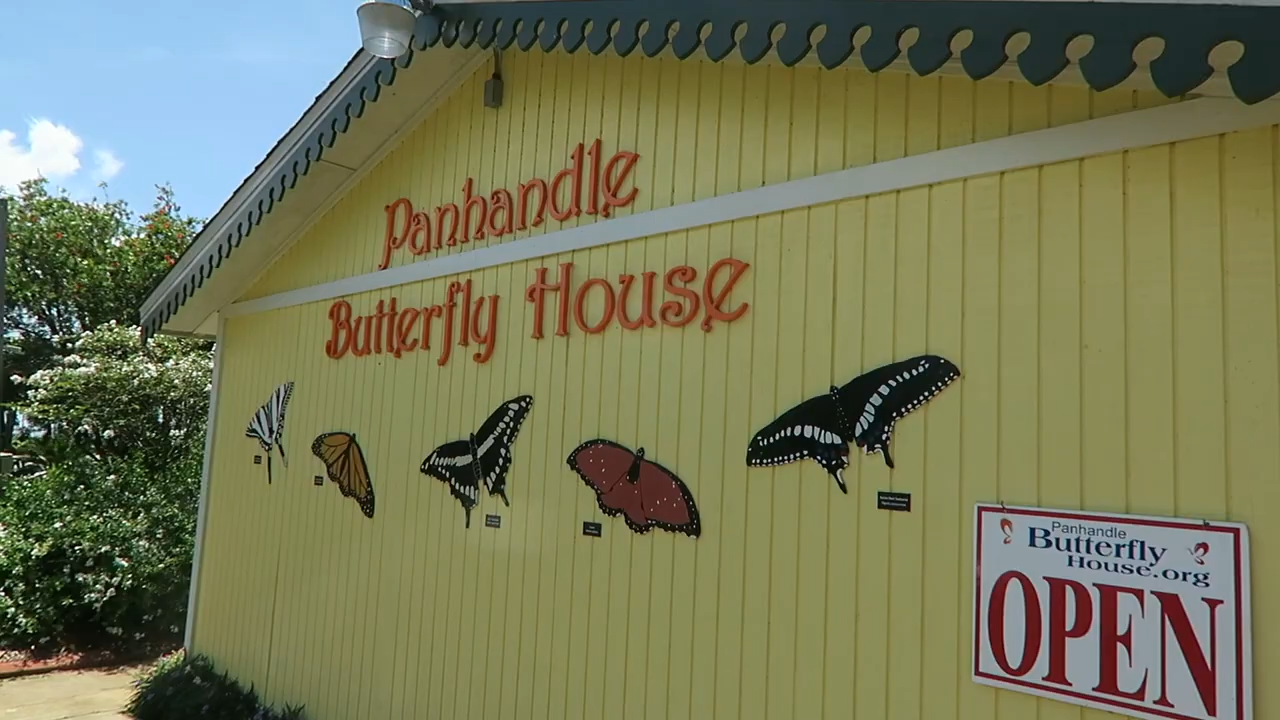 Panhandle
Butterfly House
Panhandle
Butterfly
House.org
OPEN